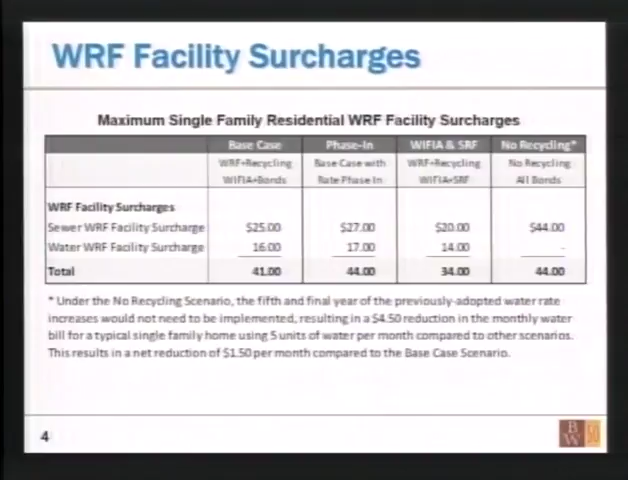 WRF Facility Surcharges
Maximum Single Family Residential WRF Facility Surcharges
Base Case Phase-In WIFIA & SRF No Recycling*
WRF+Recycling Base Case with WRF+Recycling No Recycling
WIFIA+Bonds Rate Phase In WIFIA+SRF All Bonds
WRF Facility Surcharges
Sewer WRF Facility Surcharge $25.00 $27.00 $20.00 $44.00
Water WRF Facility Surcharge 16.00 17.00 14.00 -
Total 41.00 44.00 34.00 44.00
* Under the No Recycling Scenario, the fifth and final year of the previously-adopted water rate
increases would not need to be implemented, resulting in a $4.50 reduction in the monthly water
bill for a typical single family home using 5 units of water per month compared to other scenarios.
This results in a net reduction of $1.50 per month compared to the Base Case Scenario.
4
B
W